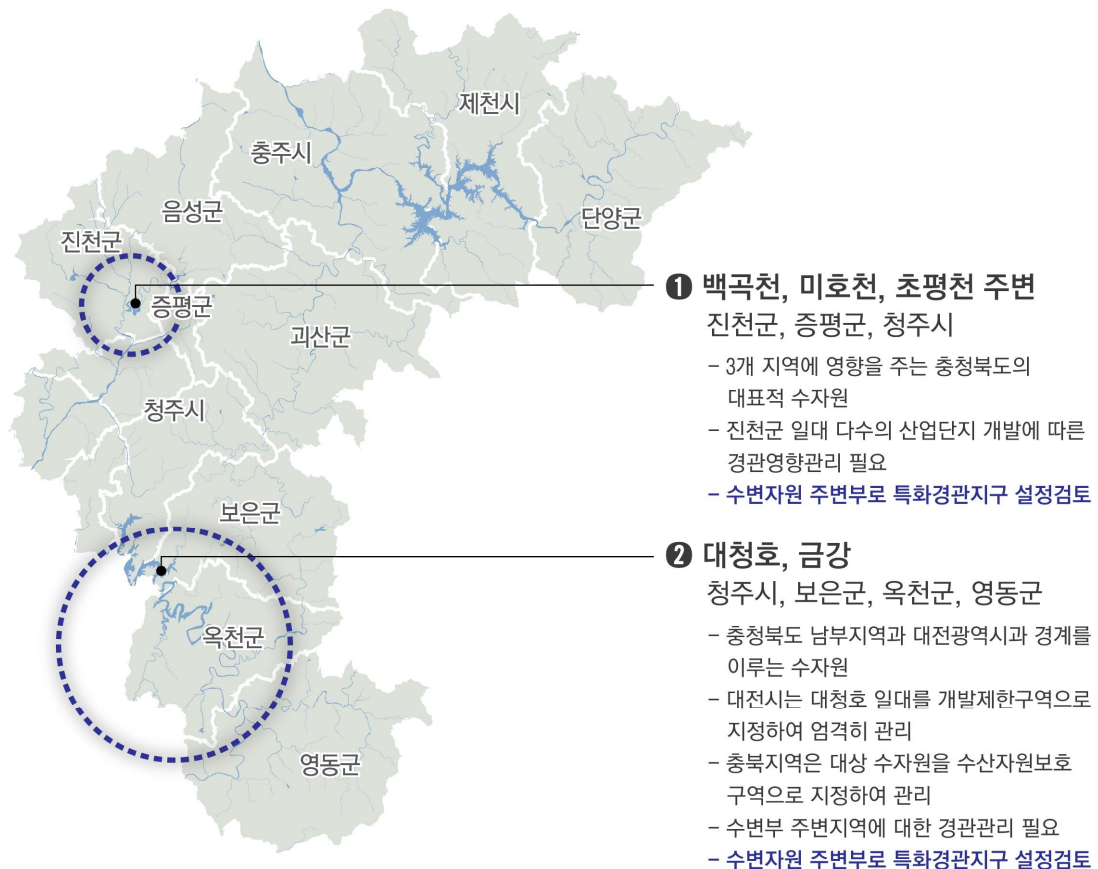 제천시
충주시
음성군
단양군
진천군
증평군
괴산군
청주시
보은군
옥천군
영동군
❶ 백곡천, 미호천, 초평천 주변
진천군, 증평군, 청주시
- 3개 지역에 영향을 주는 충청북도의
대표적 수자원
- 진천군 일대 다수의 산업단지 개발에 따른
경관영향관리 필요
- 수변자원 주변부로 특화경관지구 설정검토
❷ 대청호, 금강
청주시, 보은군, 옥천군, 영동군
- 충청북도 남부지역과 대전광역시과 경계를
이루는 수자원
- 대전시는 대청호 일대를 개발제한구역으로
지정하여 엄격히 관리
- 충북지역은 대상 수자원을 수산자원보호
구역으로 지정하여 관리
- 수변부 주변지역에 대한 경관관리 필요
- 수변자원 주변부로 특화경관지구 설정검토